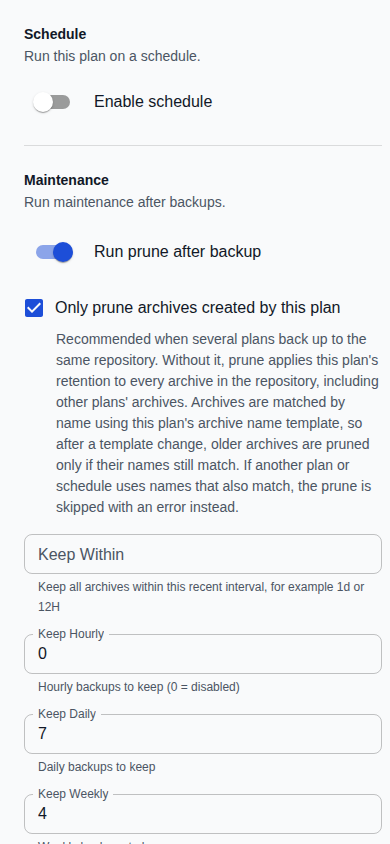 Schedule
Run this plan on a schedule.
Enable schedule
Maintenance
Run maintenance after backups.
Run prune after backup
Only prune archives created by this plan
Recommended when several plans back up to the
same repository. Without it, prune applies this plan's
retention to every archive in the repository, including
other plans' archives. Archives are matched by
name using this plan's archive name template, so
after a template change, older archives are pruned
only if their names still match. If another plan or
schedule uses names that also match, the prune is
skipped with an error instead.
Keep Within
Keep all archives within this recent interval, for example 1d or
12H
Keep Hourly
0
Hourly backups to keep (0 = disabled)
Keep Daily
7
Daily backups to keep
Keep Weekly
4